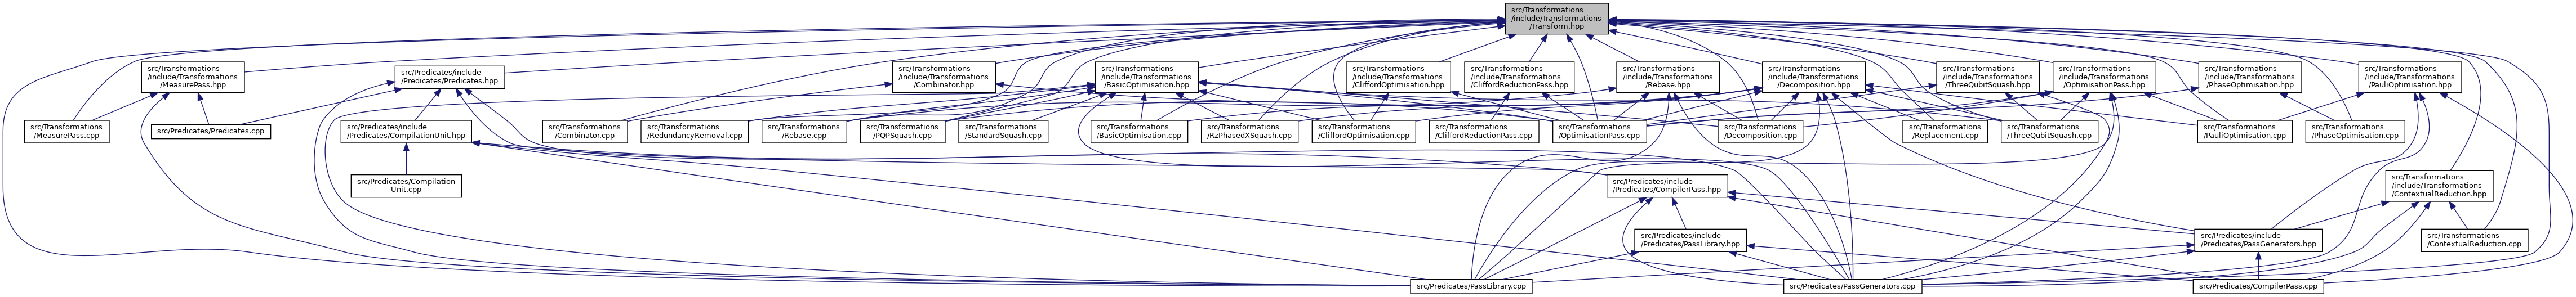 src/Transformations
/include/Transformations
/Transform.hpp
src/Transformations
/include/Transformations
/MeasurePass.hpp
src/Predicates/include
/Predicates/Predicates.hpp
src/Transformations
/include/Transformations
/Combinator.hpp
src/Transformations
/include/Transformations
/BasicOptimisation.hpp
src/Transformations
/include/Transformations
/CliffordOptimisation.hpp
src/Transformations
/include/Transformations
/CliffordReductionPass.hpp
src/Transformations
/include/Transformations
/Rebase.hpp
src/Transformations
/include/Transformations
/Decomposition.hpp
src/Transformations
/include/Transformations
/ThreeQubitSquash.hpp
src/Transformations
/include/Transformations
/OptimisationPass.hpp
src/Transformations
/include/Transformations
/PhaseOptimisation.hpp
src/Transformations
/include/Transformations
/PauliOptimisation.hpp
src/Transformations
/MeasurePass.cpp
src/Predicates/Predicates.cpp
src/Predicates/include
/Predicates/CompilationUnit.hpp
src/Transformations
/Combinator.cpp
src/Transformations
/RedundancyRemoval.cpp
src/Transformations
/Rebase.cpp
src/Transformations
/PQPSquash.cpp
src/Transformations
/StandardSquash.cpp
src/Transformations
/BasicOptimisation.cpp
src/Transformations
/RzPhasedXSquash.cpp
src/Transformations
/CliffordOptimisation.cpp
src/Transformations
/CliffordReductionPass.cpp
src/Transformations
/OptimisationPass.cpp
src/Transformations
/Decomposition.cpp
src/Transformations
/Replacement.cpp
src/Transformations
/ThreeQubitSquash.cpp
src/Transformations
/PauliOptimisation.cpp
src/Transformations
/PhaseOptimisation.cpp
src/Predicates/Compilation
Unit.cpp
src/Predicates/include
/Predicates/CompilerPass.hpp
src/Transformations
/include/Transformations
/ContextualReduction.hpp
src/Predicates/include
/Predicates/PassLibrary.hpp
src/Predicates/include
/Predicates/PassGenerators.hpp
src/Transformations
/ContextualReduction.cpp
src/Predicates/PassLibrary.cpp
src/Predicates/PassGenerators.cpp
src/Predicates/CompilerPass.cpp